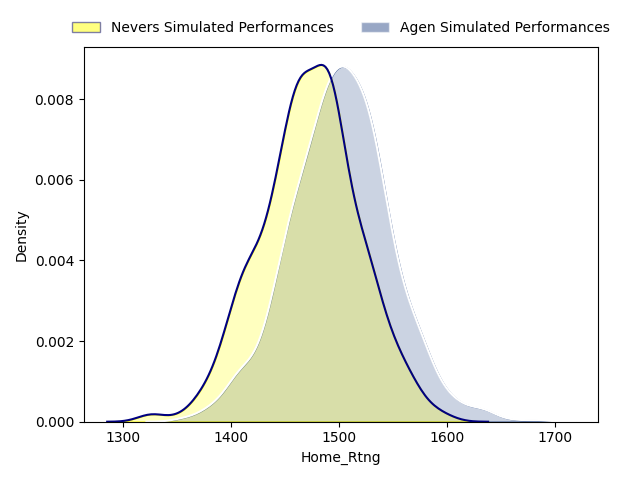 Nevers Simulated Performances Agen Simulated Performances
0.008
0.006
0.004
0.002
0.000
Density
1300 1400 1500 1600 1700
Home_Rtng